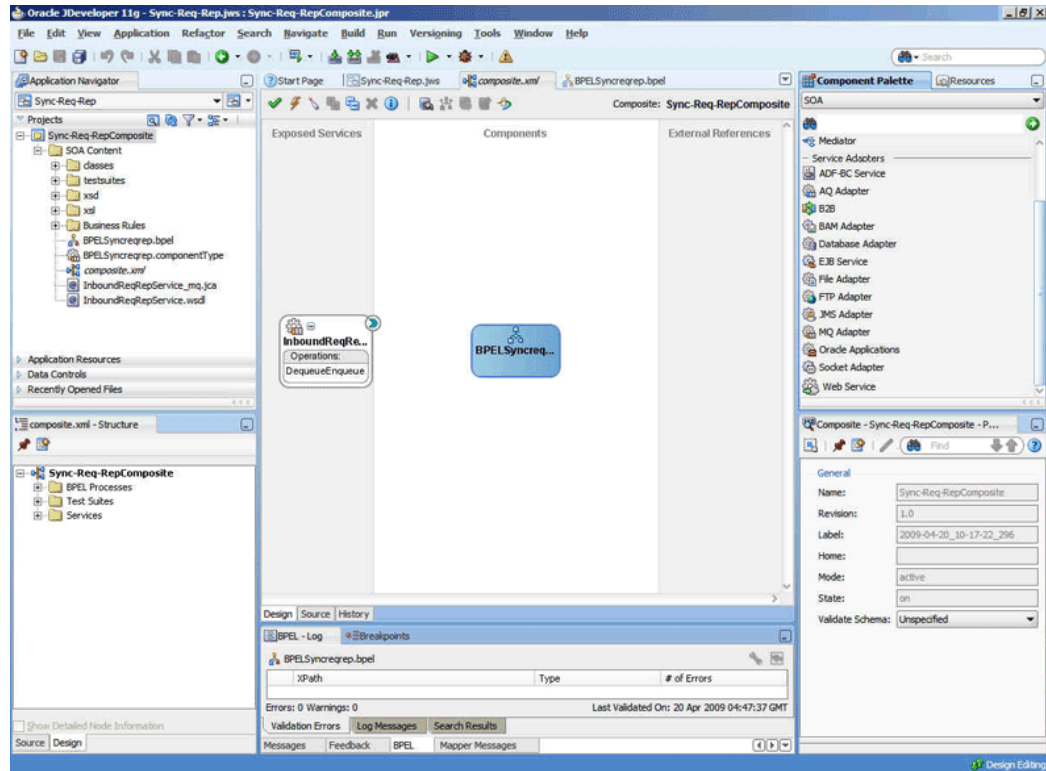 Oracle JDeveloper 11g - Sync-Req-Rep.jws : Sync-Req-RepComposite.jpr
File Edit View Application Refactor Search Navigate Build Run Versioning Tools Window Help
Search
Application Navigator
Sync-Req-Rep
Projects
Sync-Req-RepComposite
SOA Content
classes
testsuites
xsd
xsl
Business Rules
BPELSyncreqrep.bpel
BPELSyncreqrep.componentType
composite.xml
InboundReqRepService_mq.jca
InboundReqRepService.wsdl
Application Resources
Data Controls
Recently Opened Files
composite.xml - Structure
Sync-Req-RepComposite
BPEL Processes
Test Suites
Services
Show Detailed Node Information
Source Design
Start Page Sync-Req-Rep.jws composite.xml BPELSyncreqrep.bpel
Composite: Sync-Req-RepComposite
Exposed Services Components External References
InboundReqRe...
Operations:
DequeueEnqueue
BPELSyncreq...
Design Source History
BPEL - Log Breakpoints
BPELSyncreqrep.bpel
XPath Type # of Errors
Errors: 0 Warnings: 0 Last Validated On: 20 Apr 2009 04:47:37 GMT
Validation Errors Log Messages Search Results
Messages Feedback BPEL Mapper Messages
Component Palette Resources
SOA
Mediator
Service Adapters
ADF-BC Service
AQ Adapter
B2B
BAM Adapter
Database Adapter
EJB Service
File Adapter
FTP Adapter
JMS Adapter
MQ Adapter
Oracle Applications
Socket Adapter
Web Service
Composite - Sync-Req-RepComposite - P...
Find
General
Name: Sync-Req-RepComposite
Revision: 1.0
Label: 2009-04-20_10-17-22_296
Home:
Mode: active
State: on
Validate Schema: Unspecified
Design Editing